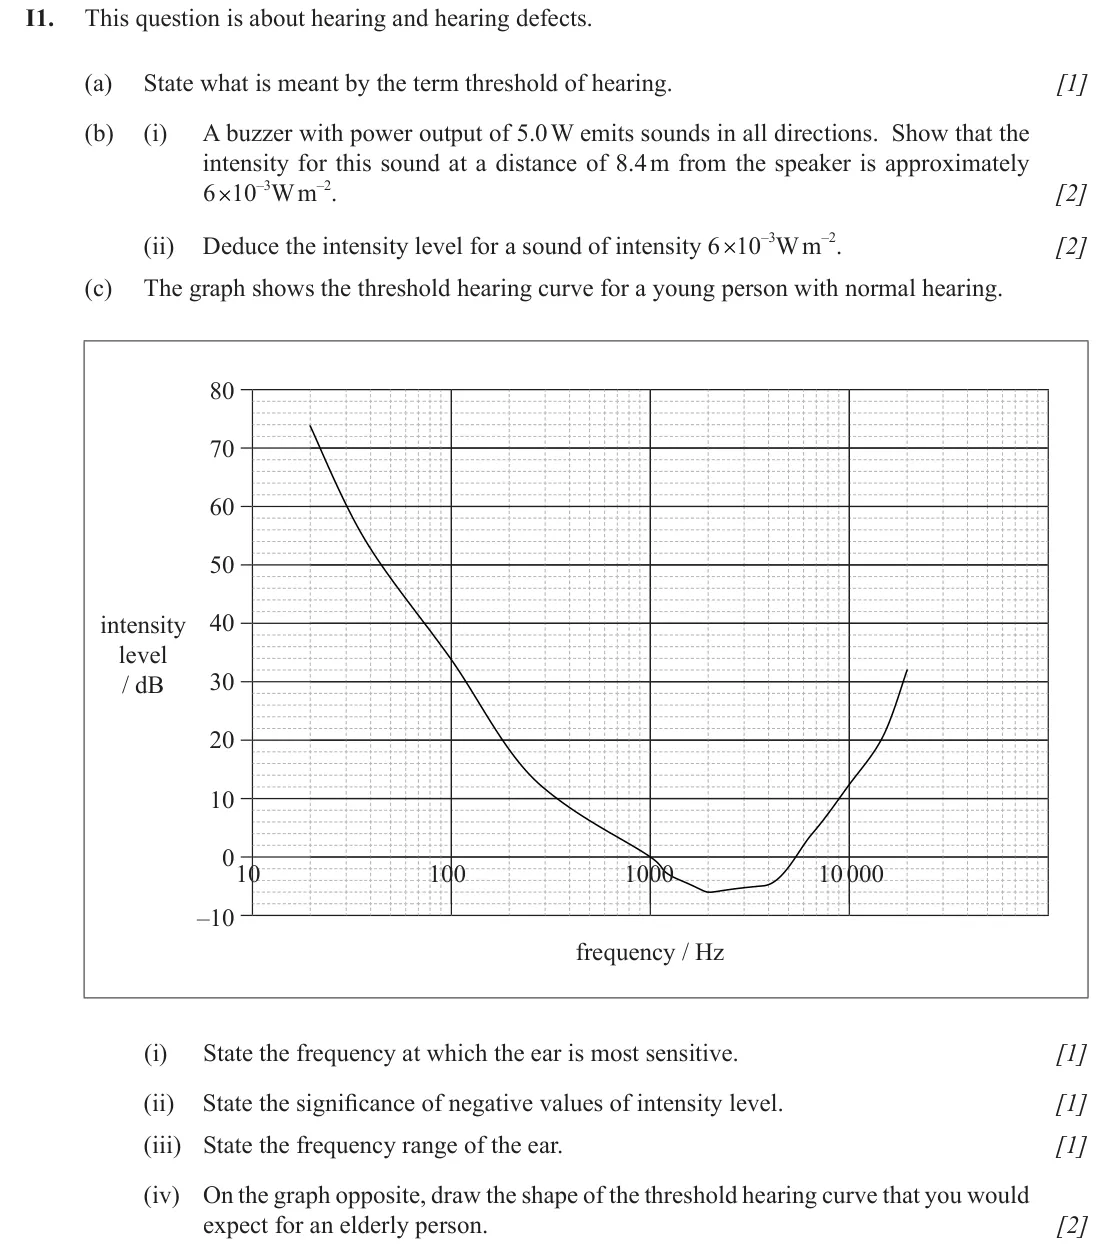 I1. This question is about hearing and hearing defects.
(a) State what is meant by the term threshold of hearing. [1]
(b) (i) A buzzer with power output of 5.0 W emits sounds in all directions. Show that the
intensity for this sound at a distance of 8.4 m from the speaker is approximately
6×10⁻³ W m⁻². [2]
(ii) Deduce the intensity level for a sound of intensity 6×10⁻³ W m⁻². [2]
(c) The graph shows the threshold hearing curve for a young person with normal hearing.
80
70
60
50
intensity 40
level
/ dB 30
20
10
0
10 100 1000 10 000
–10
frequency / Hz
(i) State the frequency at which the ear is most sensitive. [1]
(ii) State the significance of negative values of intensity level. [1]
(iii) State the frequency range of the ear. [1]
(iv) On the graph opposite, draw the shape of the threshold hearing curve that you would
expect for an elderly person. [2]